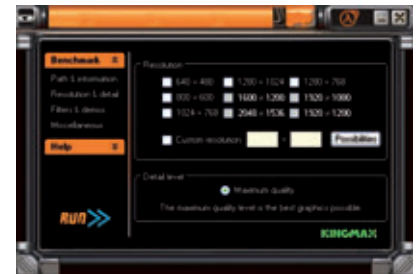 Benchmark
Path & information
Resolution & detail
Filters & demos
Miscellaneous
Help
RUN
Resolution
640 × 480
1280 × 1024
1280 × 768
800 × 600
1600 × 1200
1920 × 1080
1024 × 768
2048 × 1536
1920 × 1200
Custom resolution
×
Possibilities
Detail level
Maximum quality
The maximum quality level is the best graphics possible.
KINGMAX